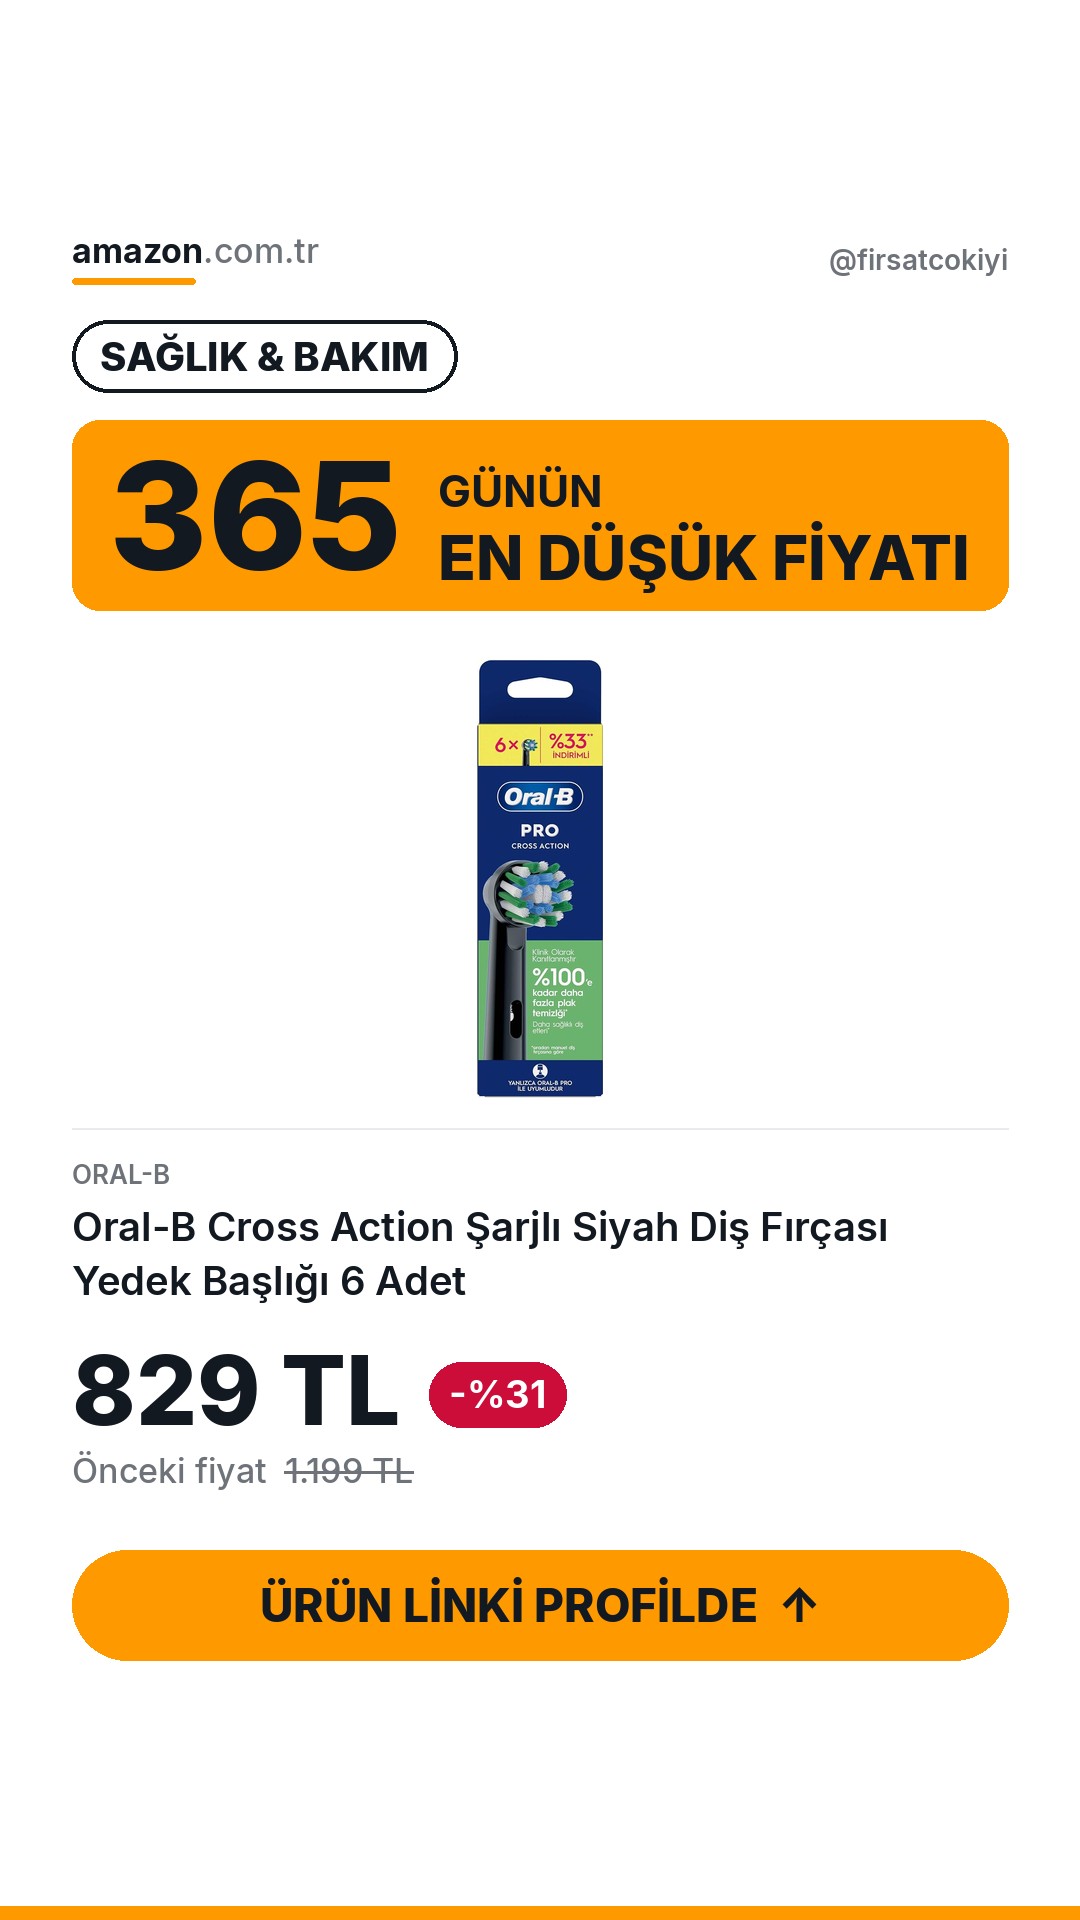 amazon.com.tr
@firsatcokiyi
SAĞLIK & BAKIM
365 GÜNÜN
EN DÜŞÜK FİYATI
6× %33**
İNDİRİMLİ
Oral-B
PRO
CROSS ACTION
Klinik Olarak
Kanıtlanmıştır
%100'e
kadar daha
fazla plak
temizliği*
Daha sağlıklı diş
etleri*
YANLIZCA ORAL-B PRO
İLE UYUMLUDUR
ORAL-B
Oral-B Cross Action Şarjlı Siyah Diş Fırçası
Yedek Başlığı 6 Adet
829 TL -%31
Önceki fiyat 1.199 TL
ÜRÜN LİNKİ PROFİLDE ↑